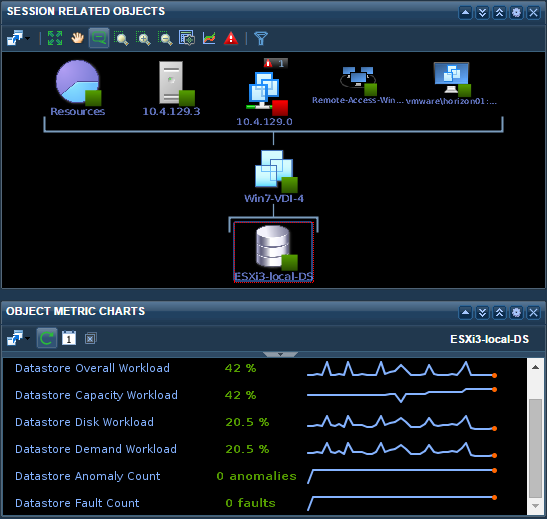 SESSION RELATED OBJECTS
1
Resources
10.4.129.3
10.4.129.0
Remote-Access-Win...
vmware\horizon01:...
Win7-VDI-4
ESXi3-local-DS
OBJECT METRIC CHARTS
1
ESXi3-local-DS
Datastore Overall Workload 42 %
Datastore Capacity Workload 42 %
Datastore Disk Workload 20.5 %
Datastore Demand Workload 20.5 %
Datastore Anomaly Count 0 anomalies
Datastore Fault Count 0 faults